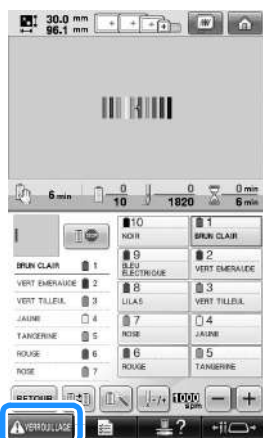 30.0 mm
96.1 mm
6 min
0
10
0
1820
0 min
6 min
10
NOIR
1
BRUN CLAIR
9
BLEU
ELECTRIQUE
2
VERT EMERAUDE
8
LILAS
3
VERT TILLEUL
7
ROSE
4
JAUNE
6
ROUGE
5
TANGERINE
BRUN CLAIR 1
VERT EMERAUDE 2
VERT TILLEUL 3
JAUNE 4
TANGERINE 5
ROUGE 6
ROSE 7
RETOUR
-/+
1000
spm
- +
VERROUILLAGE
?